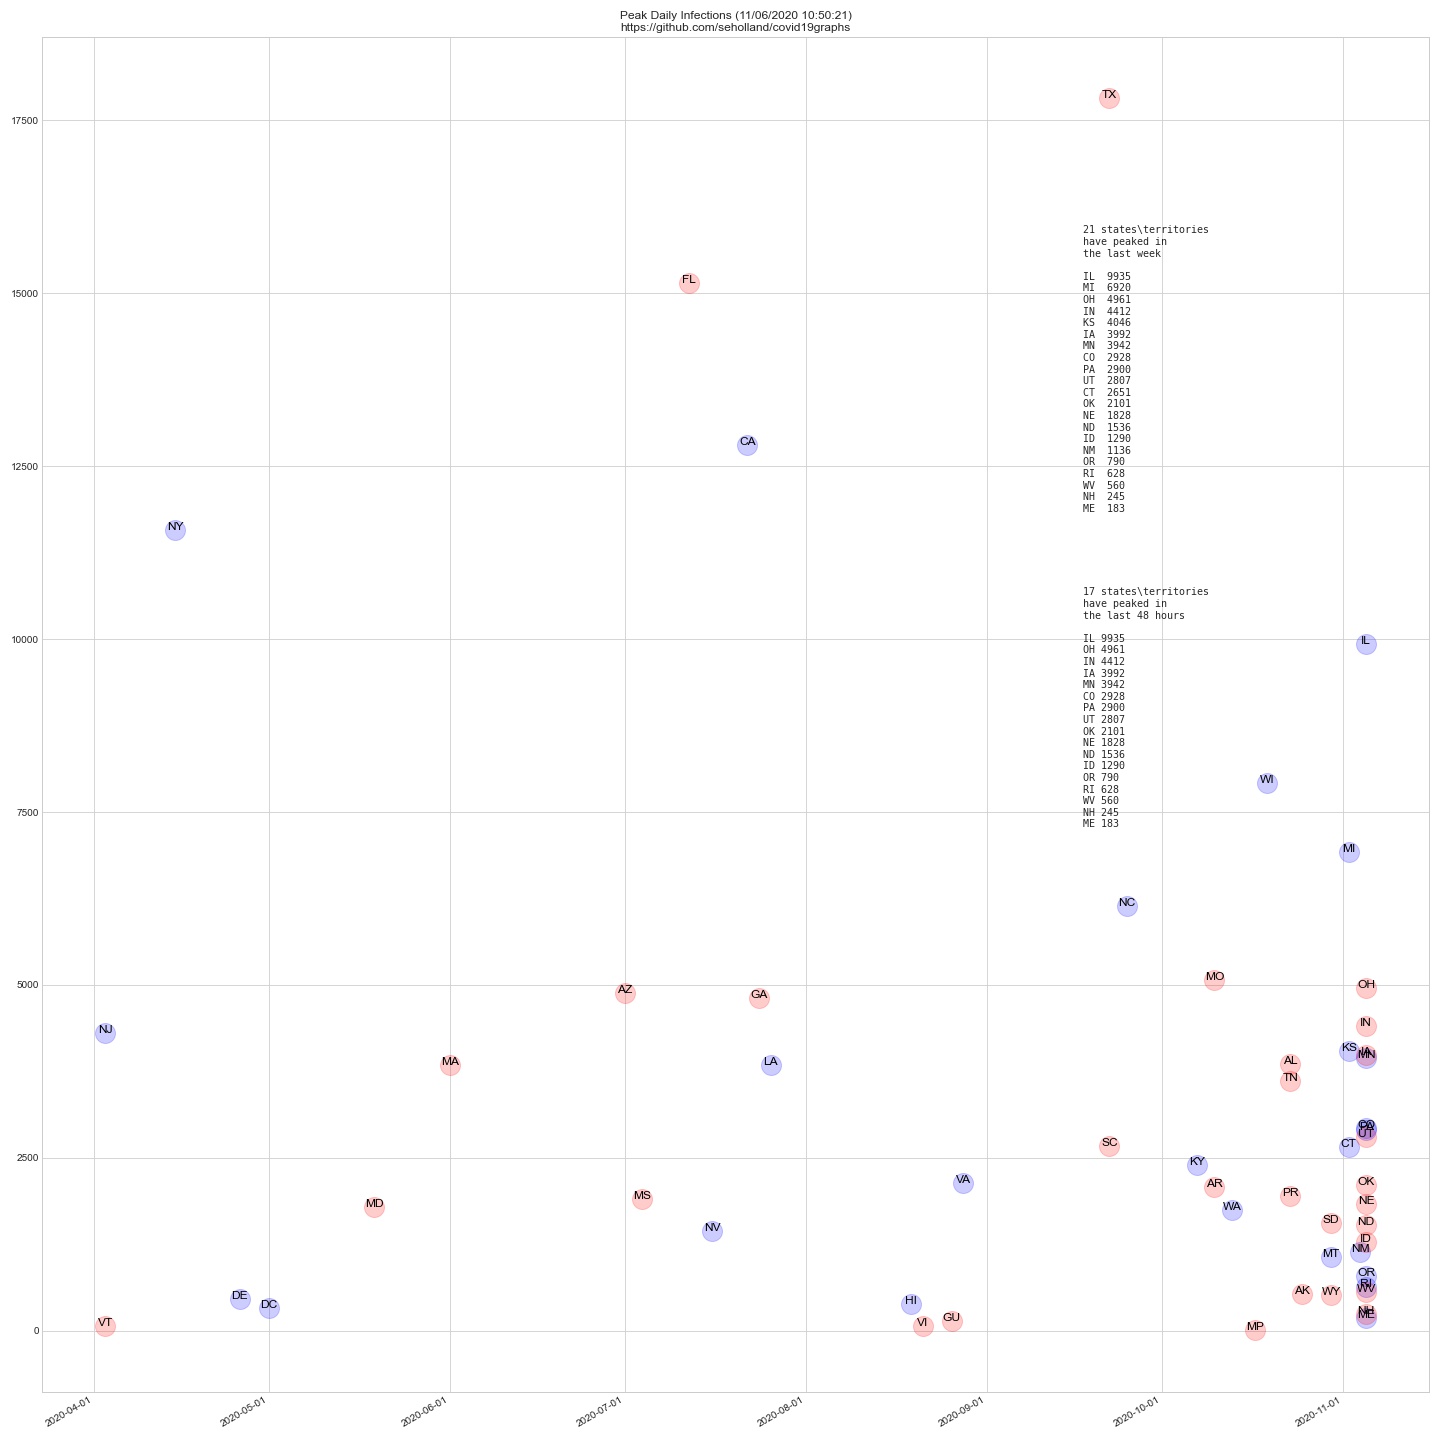 Peak Daily Infections (11/06/2020 10:50:21)
https://github.com/seholland/covid19graphs
17500
15000
12500
10000
7500
5000
2500
0
TX
21 states\territories
have peaked in
the last week
IL 9935
MI 6920
OH 4961
IN 4412
KS 4046
IA 3992
MN 3942
CO 2928
PA 2900
UT 2807
CT 2651
OK 2101
NE 1828
ND 1536
ID 1290
NM 1136
OR 790
RI 628
WV 560
NH 245
ME 183
FL
CA
NY
17 states\territories
have peaked in
the last 48 hours
IL 9935
OH 4961
IN 4412
IA 3992
MN 3942
CO 2928
PA 2900
UT 2807
OK 2101
NE 1828
ND 1536
ID 1290
OR 790
RI 628
WV 560
NH 245
ME 183
IL
WI
MI
NC
MO
OH
AZ
GA
IN
NJ
KS
IA
MN
MA
LA
AL
TN
CO
PA
UT
SC
CT
KY
VA
OK
AR
PR
NE
MD
MS
WA
NV
SD
ND
ID
MT
NM
OR
RI
WV
AK
WY
DE
DC
HI
NH
ME
VT
VI
GU
MP
2020-04-01
2020-05-01
2020-06-01
2020-07-01
2020-08-01
2020-09-01
2020-10-01
2020-11-01